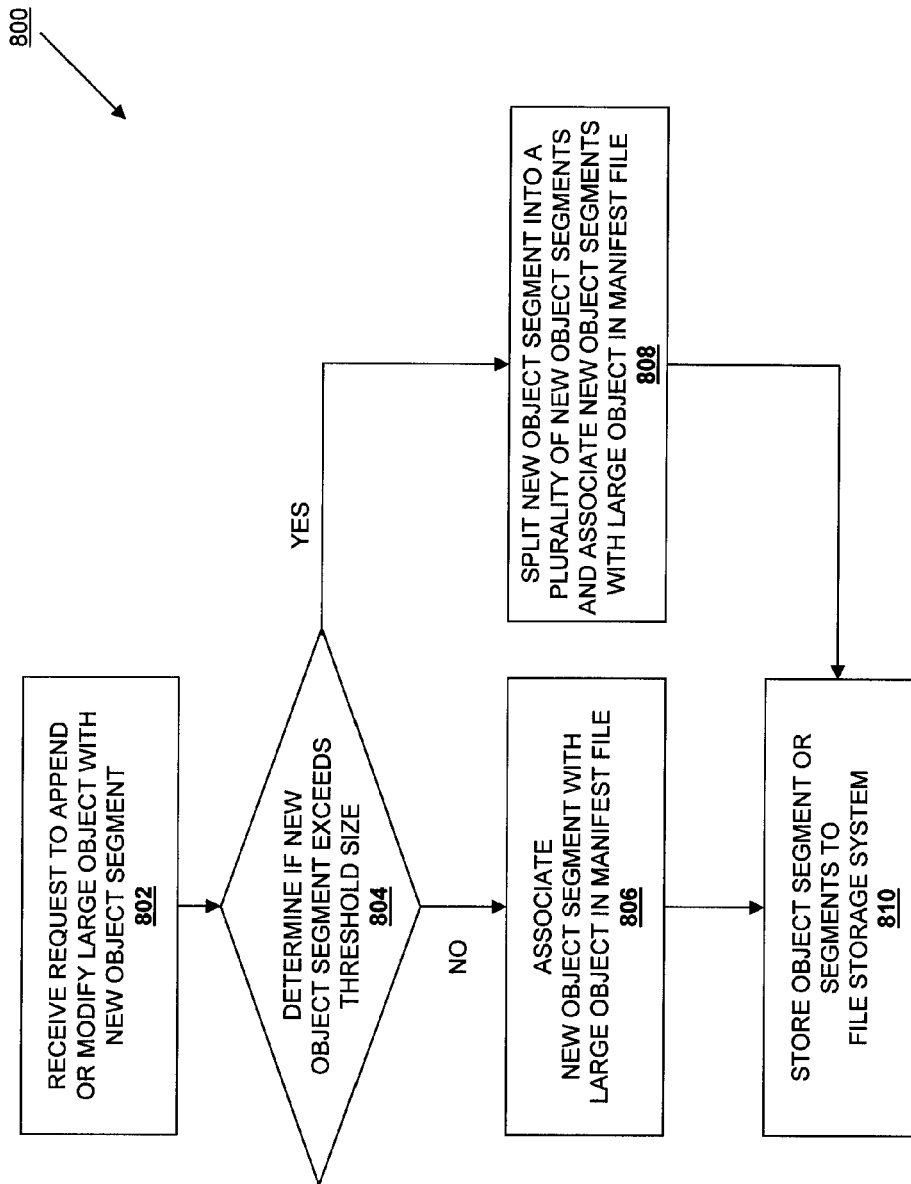 800
RECEIVE REQUEST TO APPEND
OR MODIFY LARGE OBJECT WITH
NEW OBJECT SEGMENT
802
DETERMINE IF NEW
OBJECT SEGMENT EXCEEDS
THRESHOLD SIZE
804
YES
NO
ASSOCIATE
NEW OBJECT SEGMENT WITH
LARGE OBJECT IN MANIFEST FILE
806
SPLIT NEW OBJECT SEGMENT INTO A
PLURALITY OF NEW OBJECT SEGMENTS
AND ASSOCIATE NEW OBJECT SEGMENTS
WITH LARGE OBJECT IN MANIFEST FILE
808
STORE OBJECT SEGMENT OR
SEGMENTS TO
FILE STORAGE SYSTEM
810